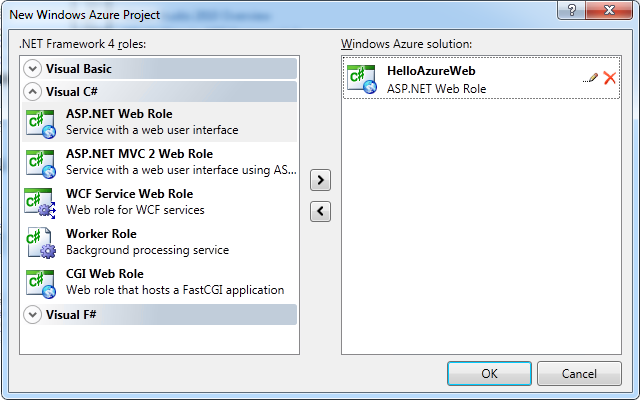 New Windows Azure Project
.NET Framework 4 roles:
Visual Basic
Visual C#
ASP.NET Web Role
Service with a web user interface
ASP.NET MVC 2 Web Role
Service with a web user interface using AS...
WCF Service Web Role
Web role for WCF services
Worker Role
Background processing service
CGI Web Role
Web role that hosts a FastCGI application
Visual F#
Windows Azure solution:
HelloAzureWeb
ASP.NET Web Role
OK
Cancel